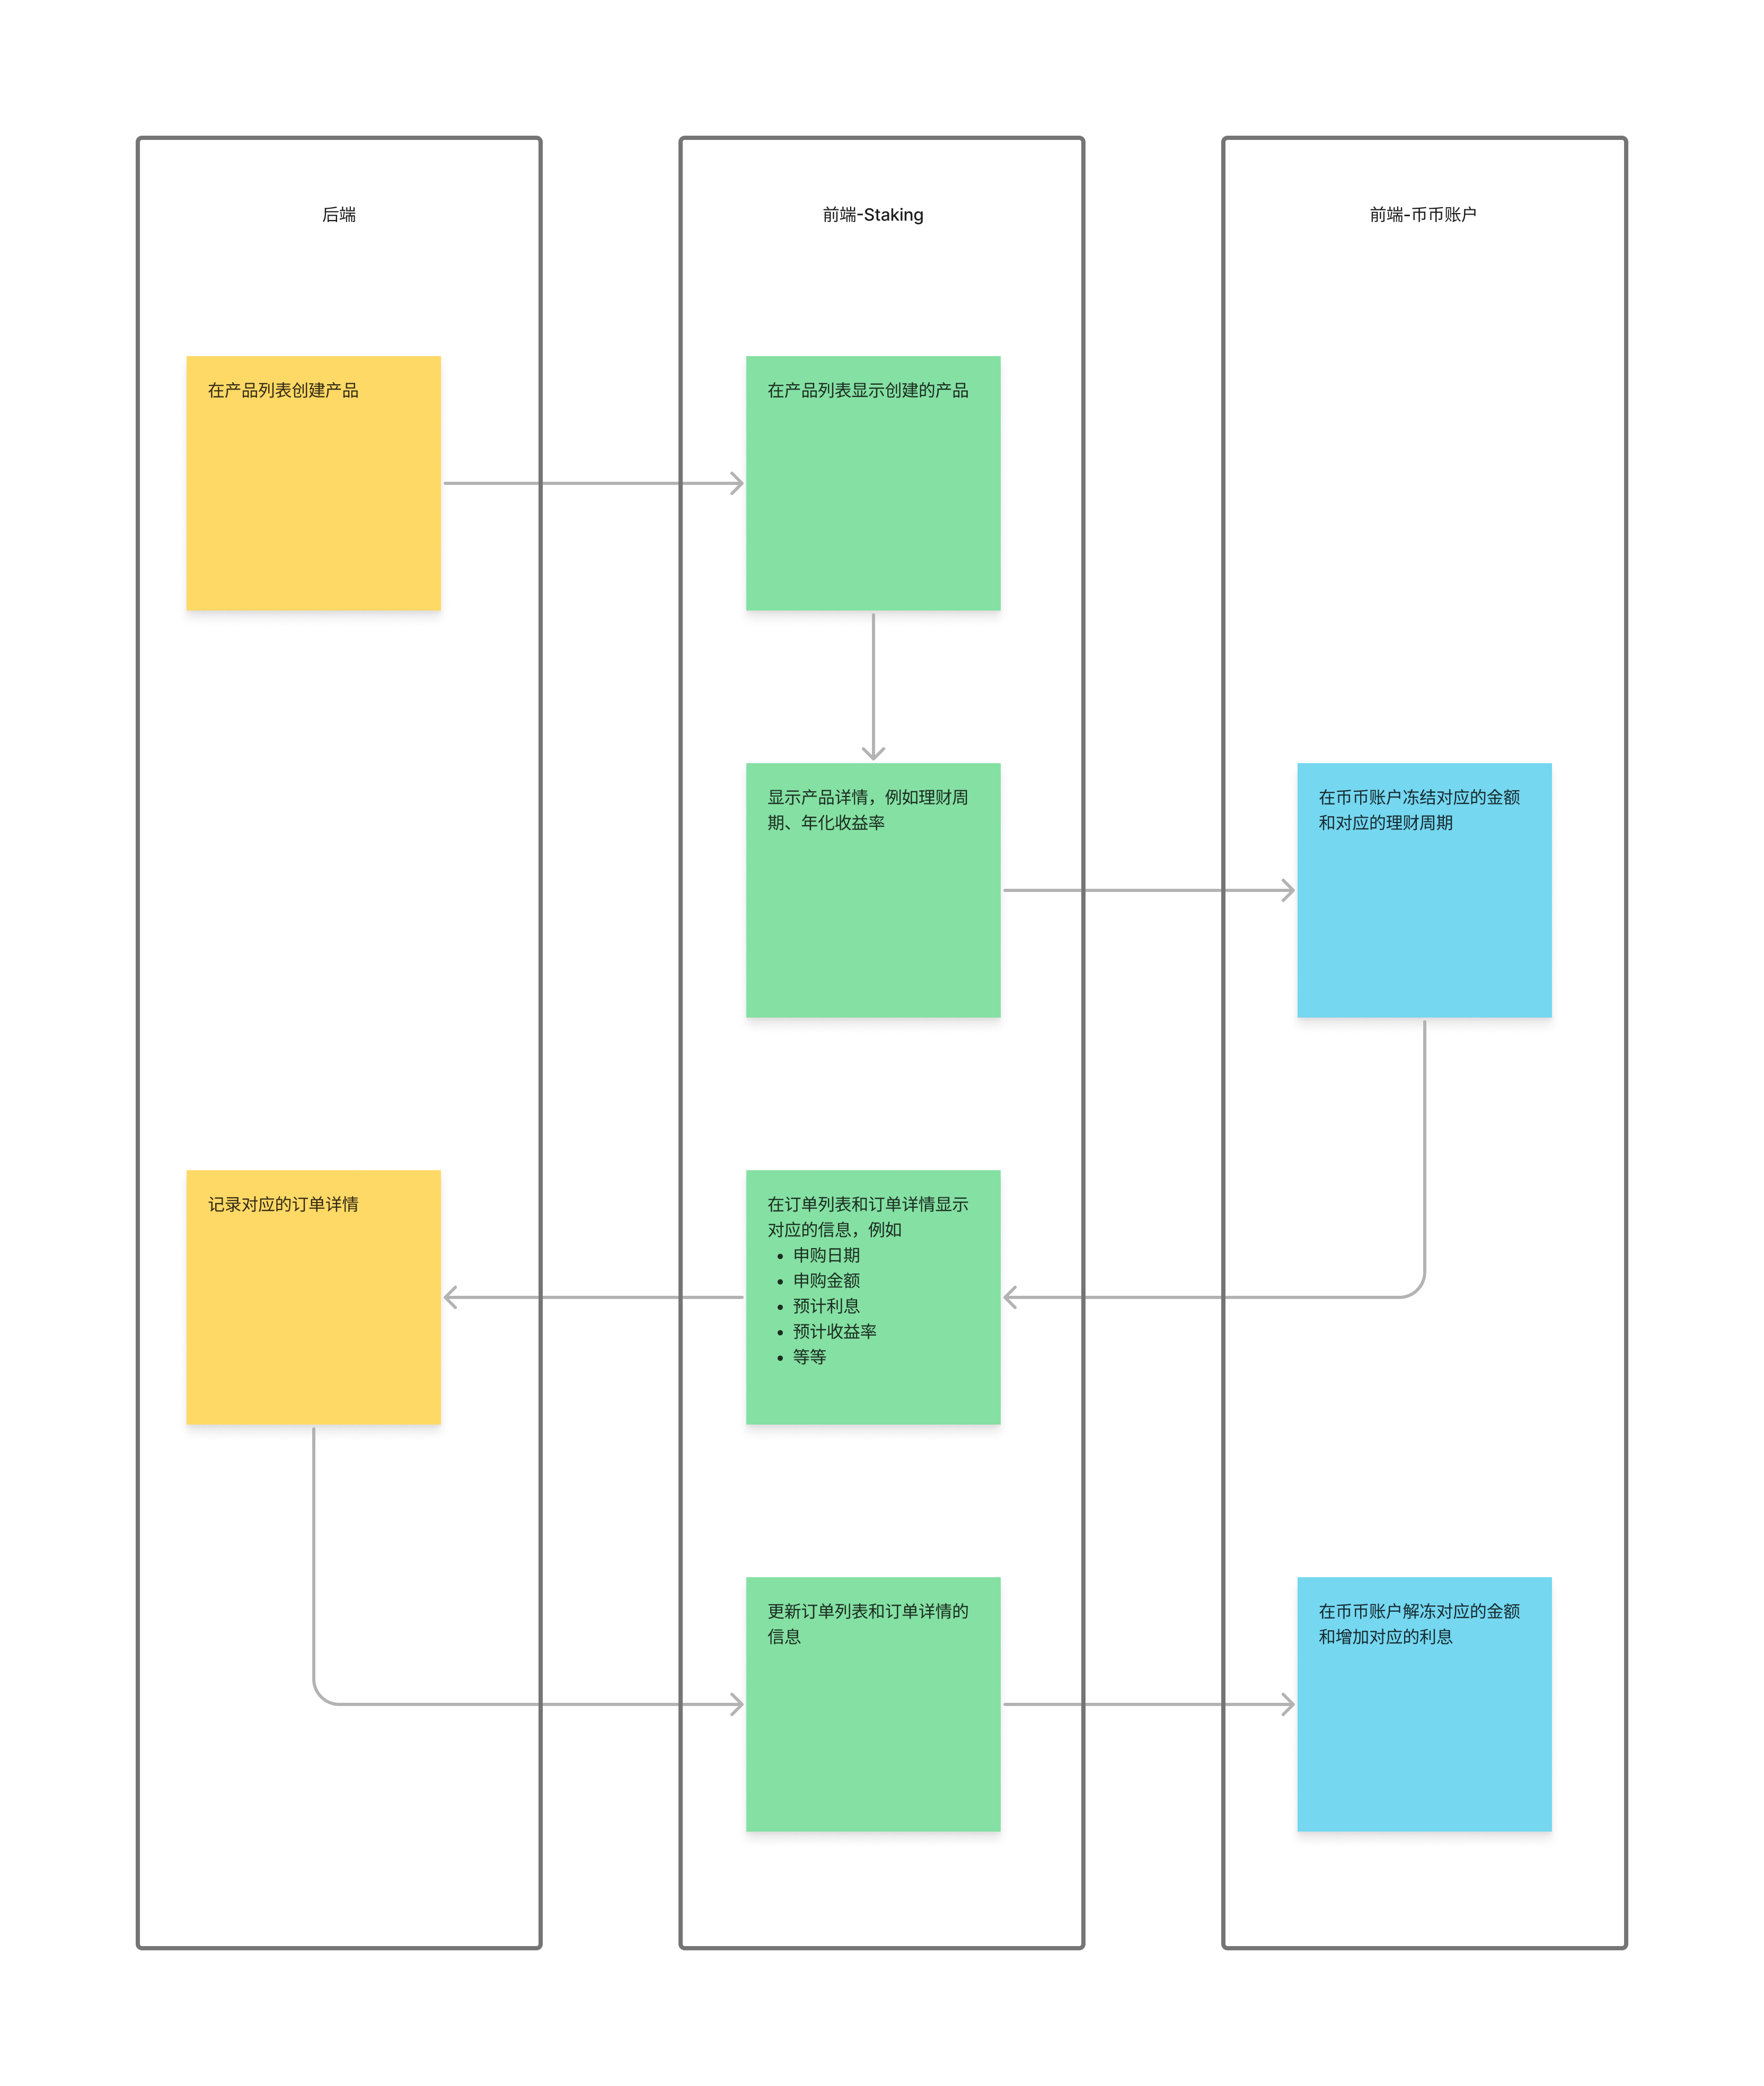 后端
前端-Staking
前端-币币账户
在产品列表创建产品
在产品列表显示创建的产品
显示产品详情，例如理财周
期、年化收益率
在币币账户冻结对应的金额
和对应的理财周期
记录对应的订单详情
在订单列表和订单详情显示
对应的信息，例如
• 申购日期
• 申购金额
• 预计利息
• 预计收益率
• 等等
更新订单列表和订单详情的
信息
在币币账户解冻对应的金额
和增加对应的利息